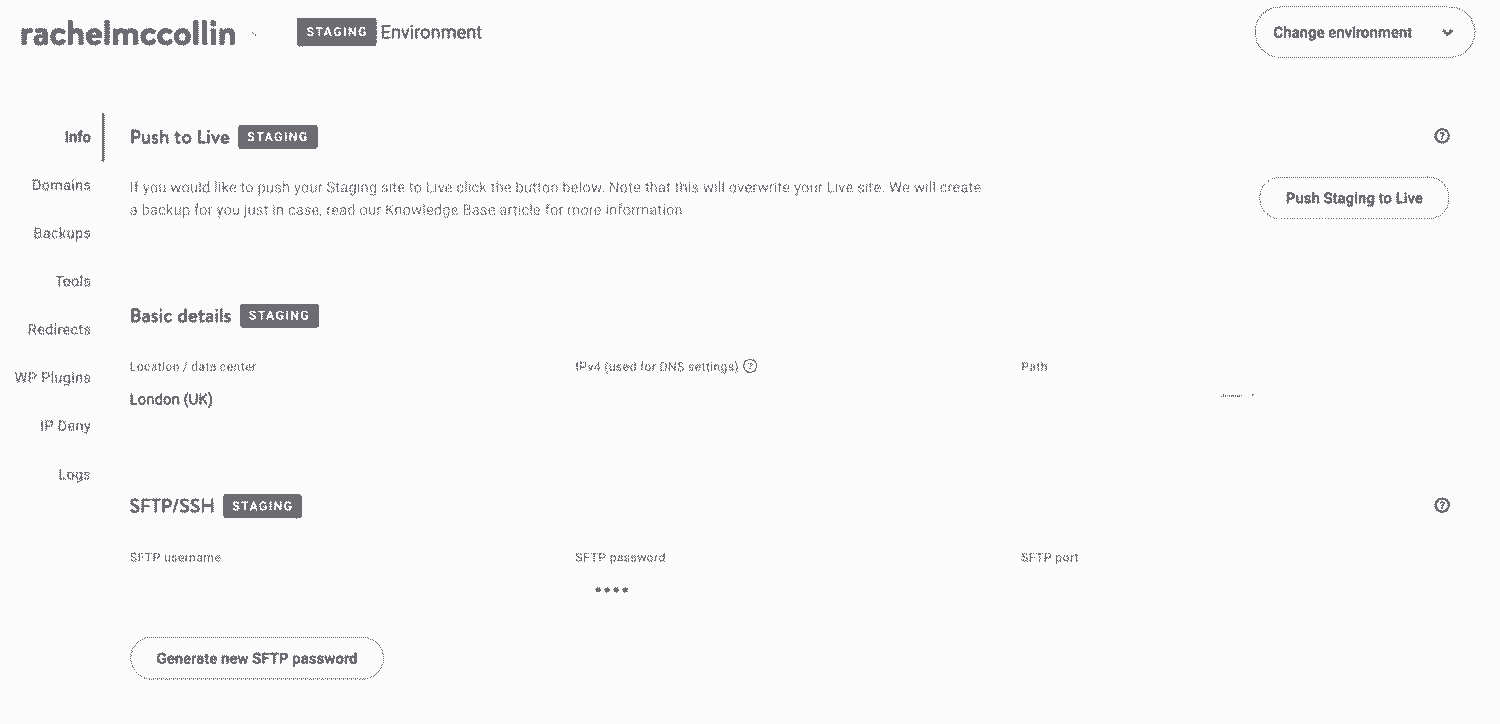 rachelmccollin
STAGING Environment
Change environment
Info
Domains
Backups
Tools
Redirects
WP Plugins
IP Deny
Logs
Push to Live STAGING
If you would like to push your Staging site to Live click the button below. Note that this will overwrite your Live site. We will create
a backup for you just in case, read our Knowledge Base article for more information
Push Staging to Live
Basic details STAGING
Location / data center
IPv4 (used for DNS settings)
Path
London (UK)
SFTP/SSH STAGING
SFTP username
SFTP password
SFTP port
••••
Generate new SFTP password